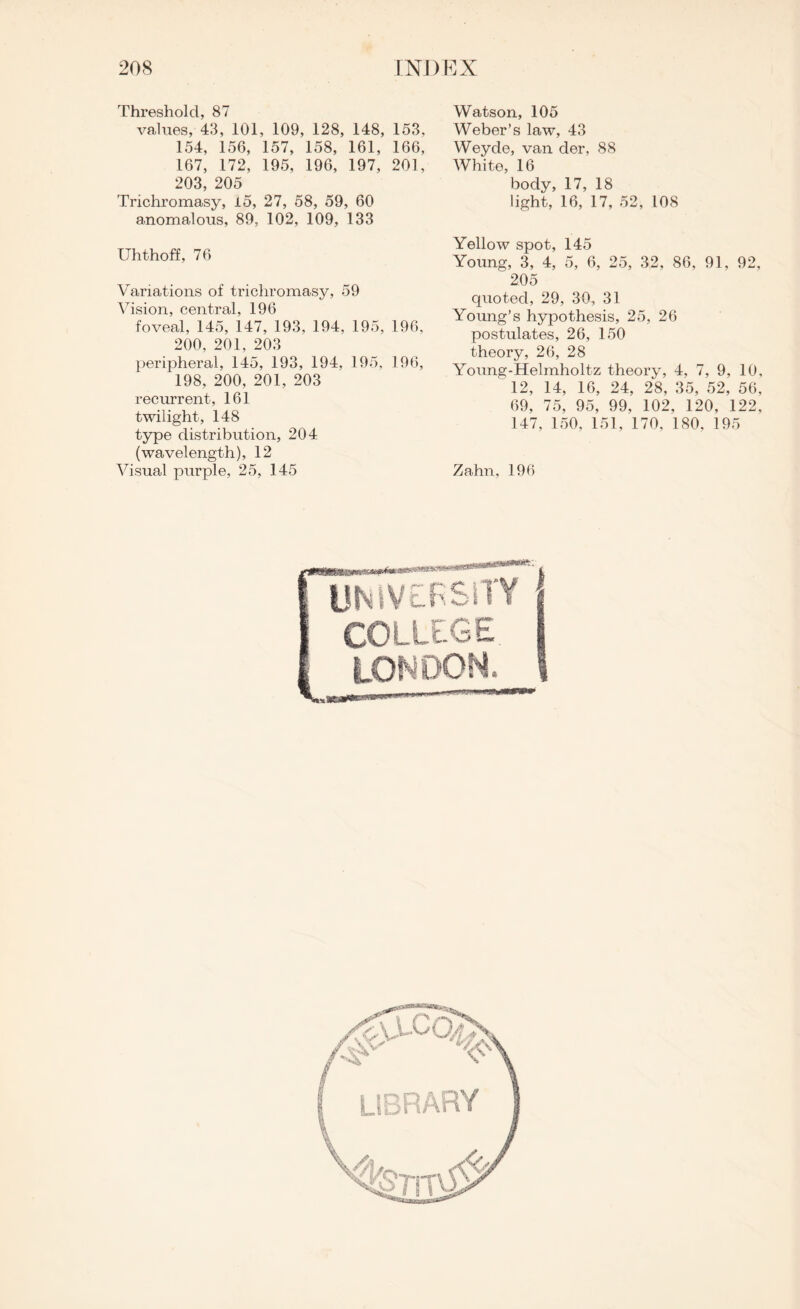 208 INDEX
Threshold, 87
values, 43, 101, 109, 128, 148, 153,
154, 156, 157, 158, 161, 166,
167, 172, 195, 196, 197, 201,
203, 205
Trichromasy, 15, 27, 58, 59, 60
anomalous, 89, 102, 109, 133
Uhthoff, 76
Variations of trichromasy, 59
Vision, central, 196
foveal, 145, 147, 193, 194, 195, 196,
200, 201, 203
peripheral, 145, 193, 194, 195, 196,
198, 200, 201, 203
recurrent, 161
twilight, 148
type distribution, 204
(wavelength), 12
Visual purple, 25, 145
Watson, 105
Weber's law, 43
Weyde, van der, 88
White, 16
body, 17, 18
light, 16, 17, 52, 108
Yellow spot, 145
Young, 3, 4, 5, 6, 25, 32, 86, 91, 92,
205
quoted, 29, 30, 31
Young's hypothesis, 25, 26
postulates, 26, 150
theory, 26, 28
Young-Helmholtz theory, 4, 7, 9, 10,
12, 14, 16, 24, 28, 35, 52, 56,
69, 75, 95, 99, 102, 120, 122,
147, 150, 151, 170, 180, 195
Zahn, 196
UNIVERSITY
COLLEGE
LONDON.
WELLCOME
LIBRARY
INSTITUTE